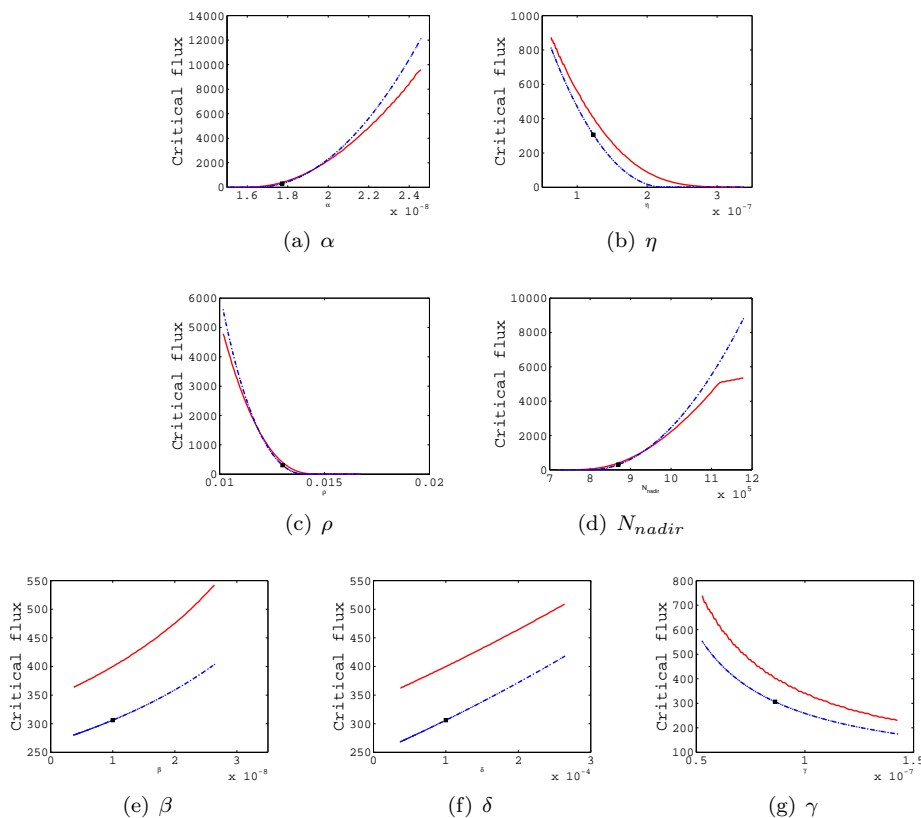 Critical flux
14000
12000
10000
8000
6000
4000
2000
0
1.6 1.8 2 2.2 2.4
α
x 10^-8
(a) α
Critical flux
1000
800
600
400
200
0
1 2 3
η
x 10^-7
(b) η
Critical flux
6000
5000
4000
3000
2000
1000
0
0.01 0.015 0.02
ρ
(c) ρ
Critical flux
10000
8000
6000
4000
2000
0
7 8 9 10 11 12
N_nadir
x 10^5
(d) N_nadir
Critical flux
550
500
450
400
350
300
250
0 1 2 3
β
x 10^-8
(e) β
Critical flux
550
500
450
400
350
300
250
0 1 2 3
δ
x 10^-4
(f) δ
Critical flux
800
700
600
500
400
300
200
100
0.5 1 1.5
γ
x 10^-7
(g) γ